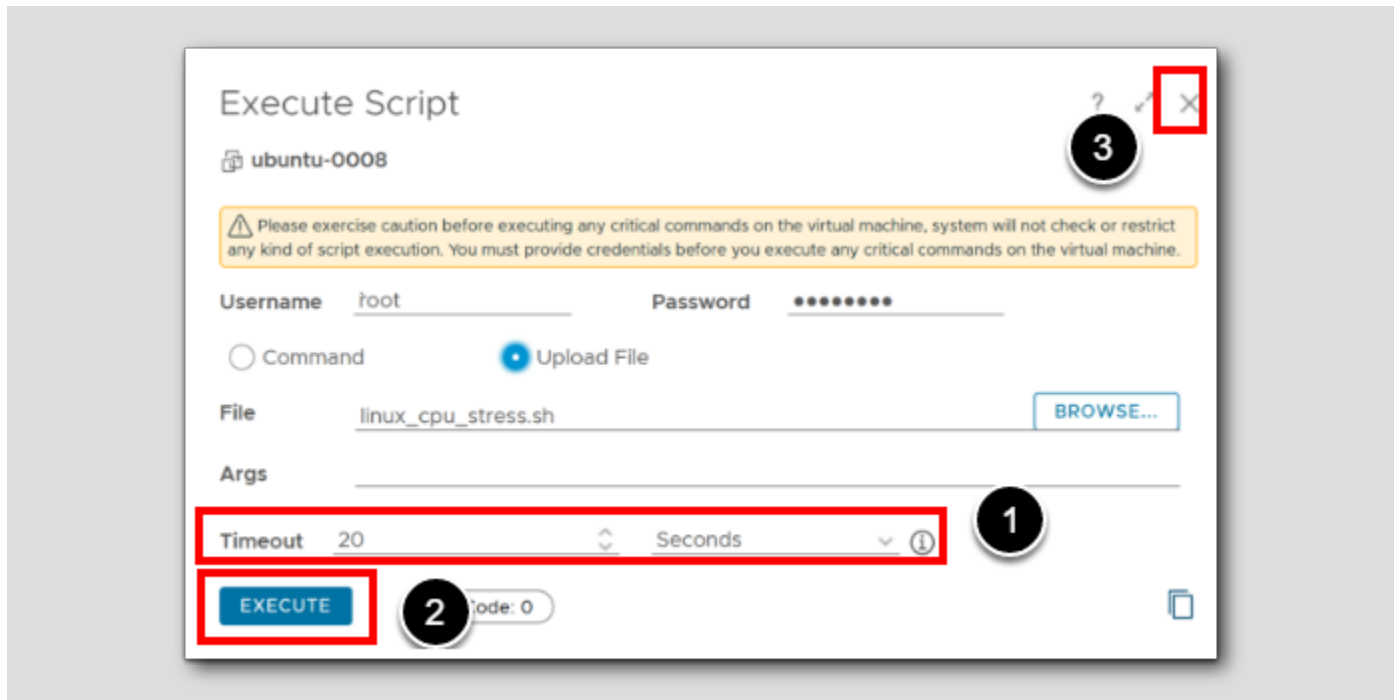 Execute Script
?
3
ubuntu-0008
Please exercise caution before executing any critical commands on the virtual machine, system will not check or restrict
any kind of script execution. You must provide credentials before you execute any critical commands on the virtual machine.
Username root Password ••••••••
Command Upload File
File linux_cpu_stress.sh BROWSE...
Args
1
Timeout 20 Seconds
EXECUTE 2 Code: 0